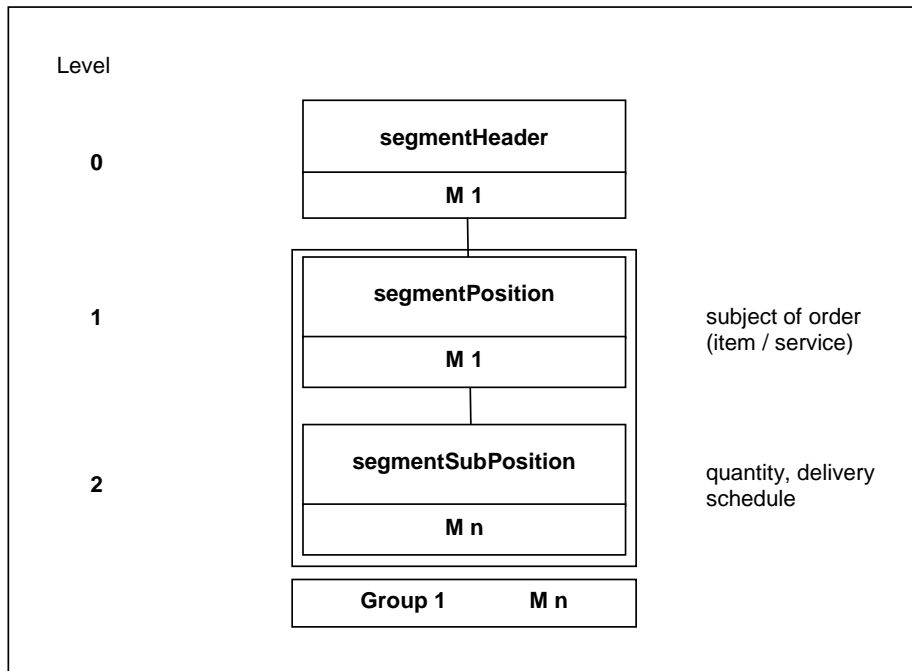 Level
segmentHeader
0
M 1
segmentPosition
1
subject of order
(item / service)
M 1
segmentSubPosition
2
quantity, delivery
schedule
M n
Group 1 M n